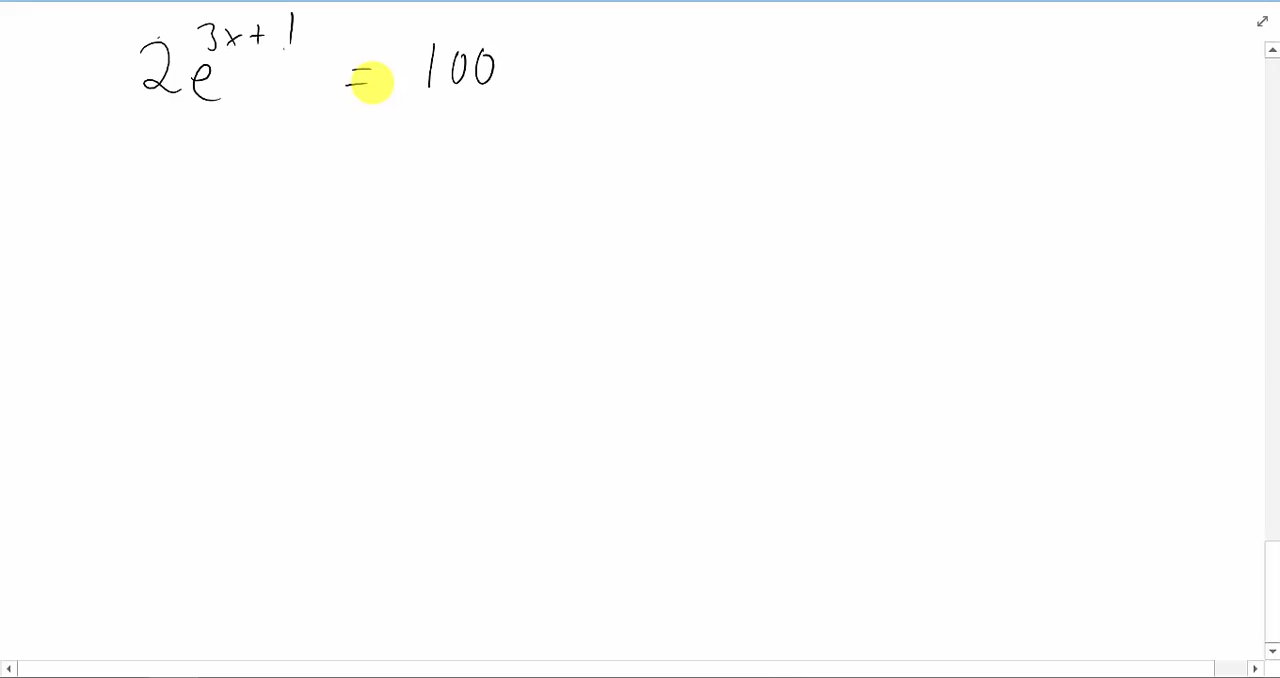 2e^{3x+1} = 100